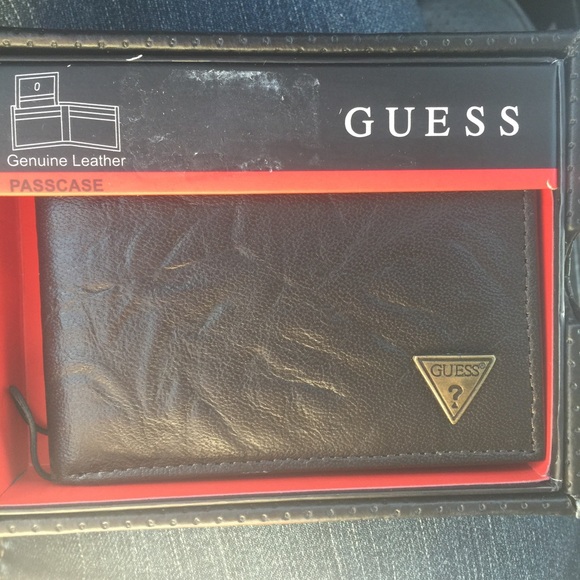 0
Genuine Leather
GUESS
PASSCASE
GUESS®
?